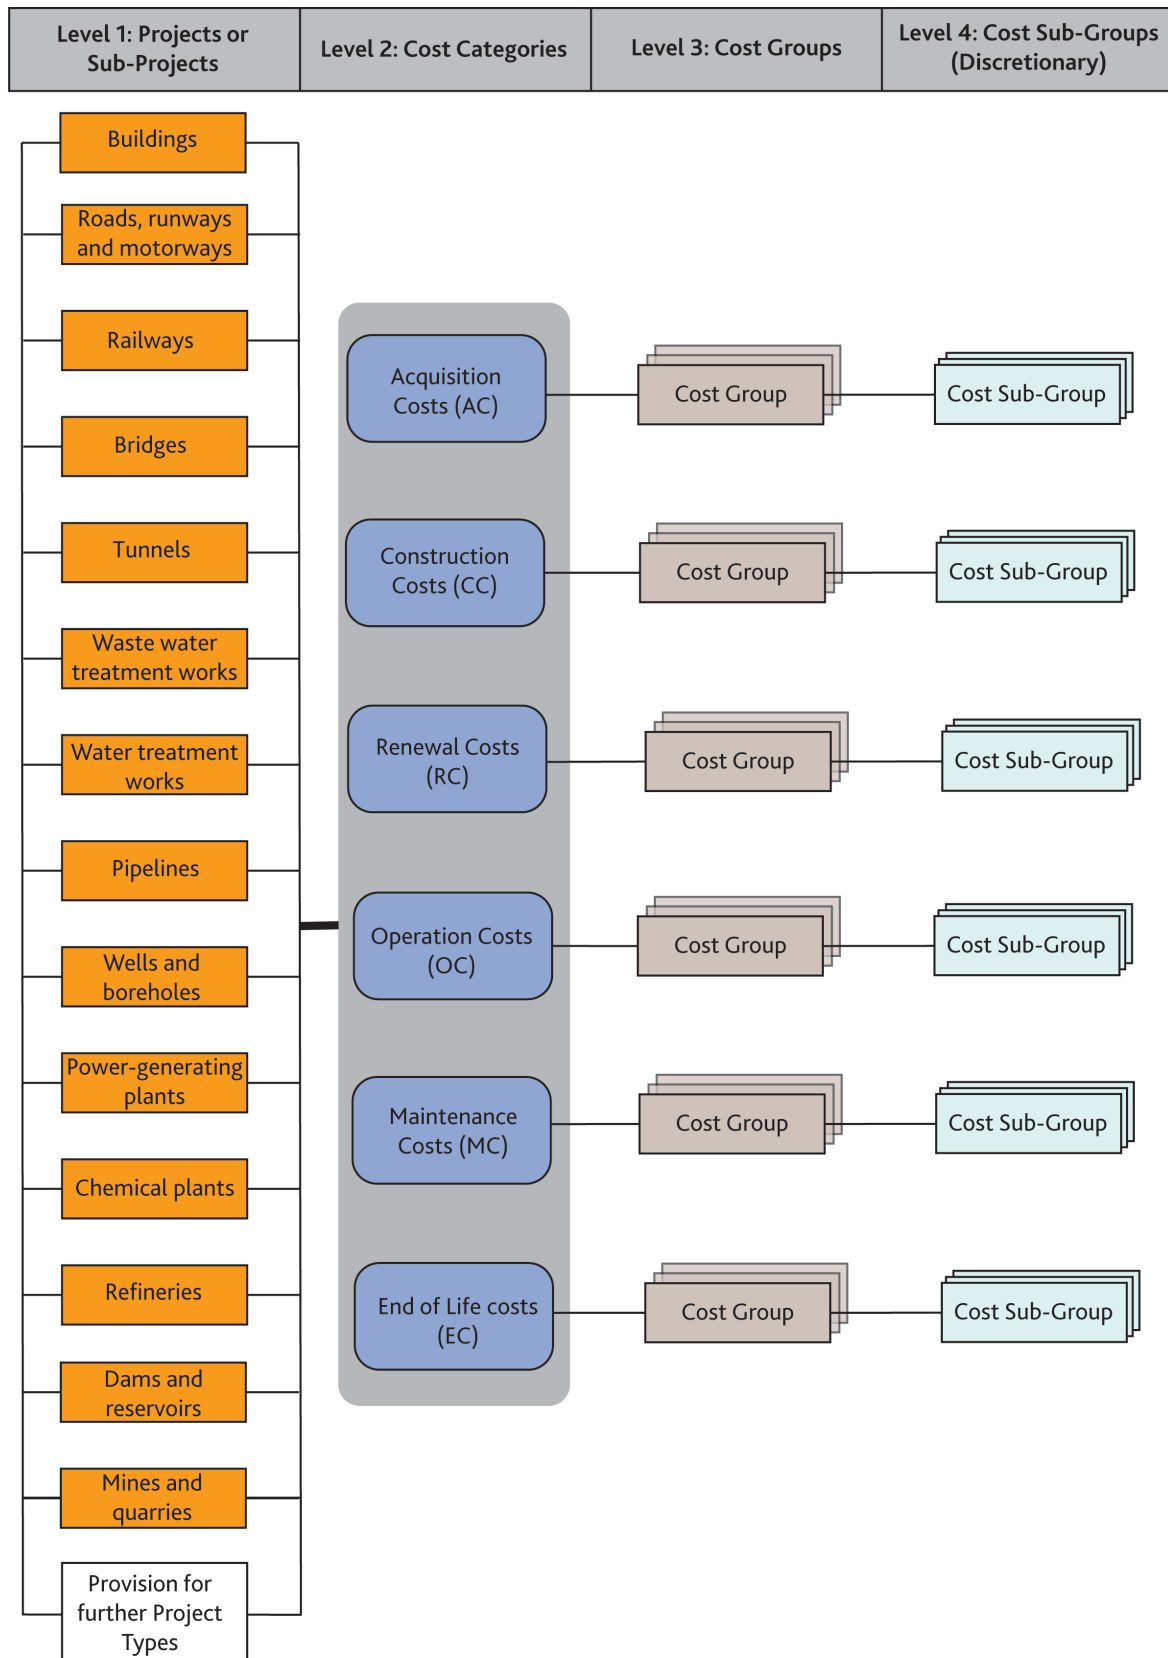 Level 1: Projects or
Sub-Projects
Level 2: Cost Categories
Level 3: Cost Groups
Level 4: Cost Sub-Groups
(Discretionary)
Buildings
Roads, runways
and motorways
Railways
Bridges
Tunnels
Waste water
treatment works
Water treatment
works
Pipelines
Wells and
boreholes
Power-generating
plants
Chemical plants
Refineries
Dams and
reservoirs
Mines and
quarries
Provision for
further Project
Types
Acquisition
Costs (AC)
Cost Group
Cost Sub-Group
Construction
Costs (CC)
Cost Group
Cost Sub-Group
Renewal Costs
(RC)
Cost Group
Cost Sub-Group
Operation Costs
(OC)
Cost Group
Cost Sub-Group
Maintenance
Costs (MC)
Cost Group
Cost Sub-Group
End of Life costs
(EC)
Cost Group
Cost Sub-Group